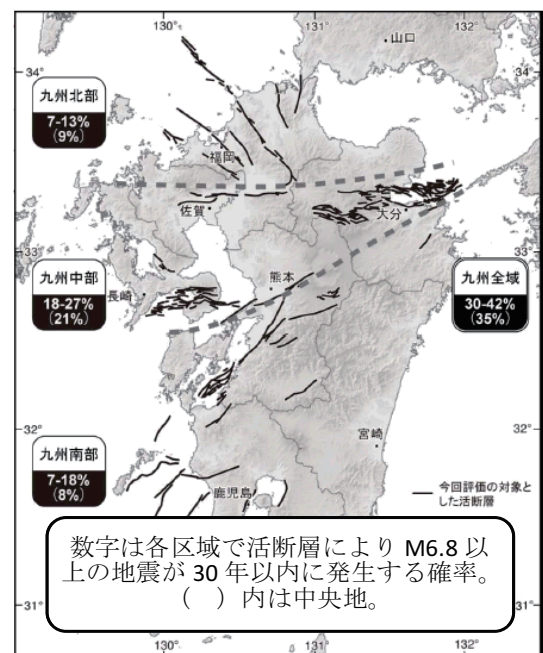 130°
131°
132°
山口
34°
34°
九州北部
7-13%
(9%)
福岡
佐賀
大分
33°
33°
九州中部
18-27%
(21%)
長崎
熊本
九州全域
30-42%
(35%)
32°
32°
宮崎
九州南部
7-18%
(8%)
鹿児島
今回評価の対象と
した活断層
数字は各区域で活断層により M6.8 以
上の地震が 30 年以内に発生する確率。
( )内は中央地。
31°
31°
130°
131°
132°